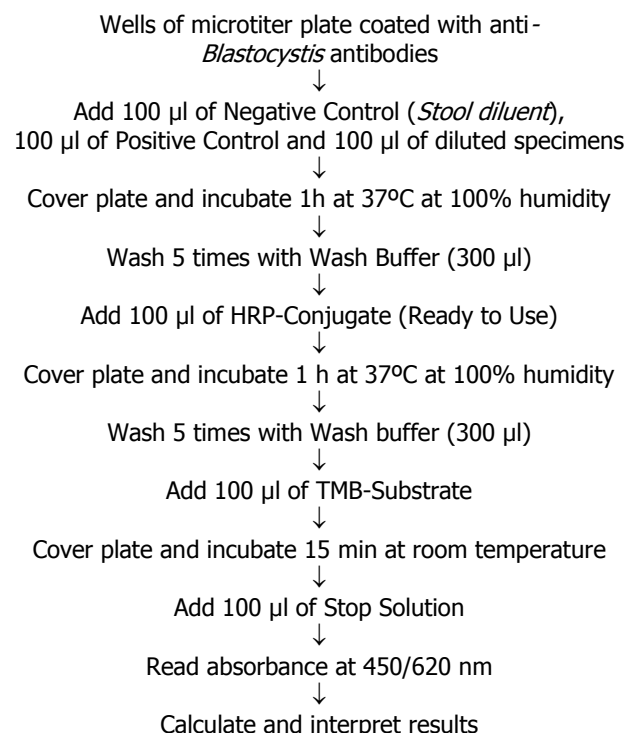 Wells of microtiter plate coated with anti-
Blastocystis antibodies
↓
Add 100 µl of Negative Control (Stool diluent),
100 µl of Positive Control and 100 µl of diluted specimens
↓
Cover plate and incubate 1h at 37ºC at 100% humidity
↓
Wash 5 times with Wash Buffer (300 µl)
↓
Add 100 µl of HRP-Conjugate (Ready to Use)
↓
Cover plate and incubate 1 h at 37ºC at 100% humidity
↓
Wash 5 times with Wash buffer (300 µl)
↓
Add 100 µl of TMB-Substrate
↓
Cover plate and incubate 15 min at room temperature
↓
Add 100 µl of Stop Solution
↓
Read absorbance at 450/620 nm
↓
Calculate and interpret results